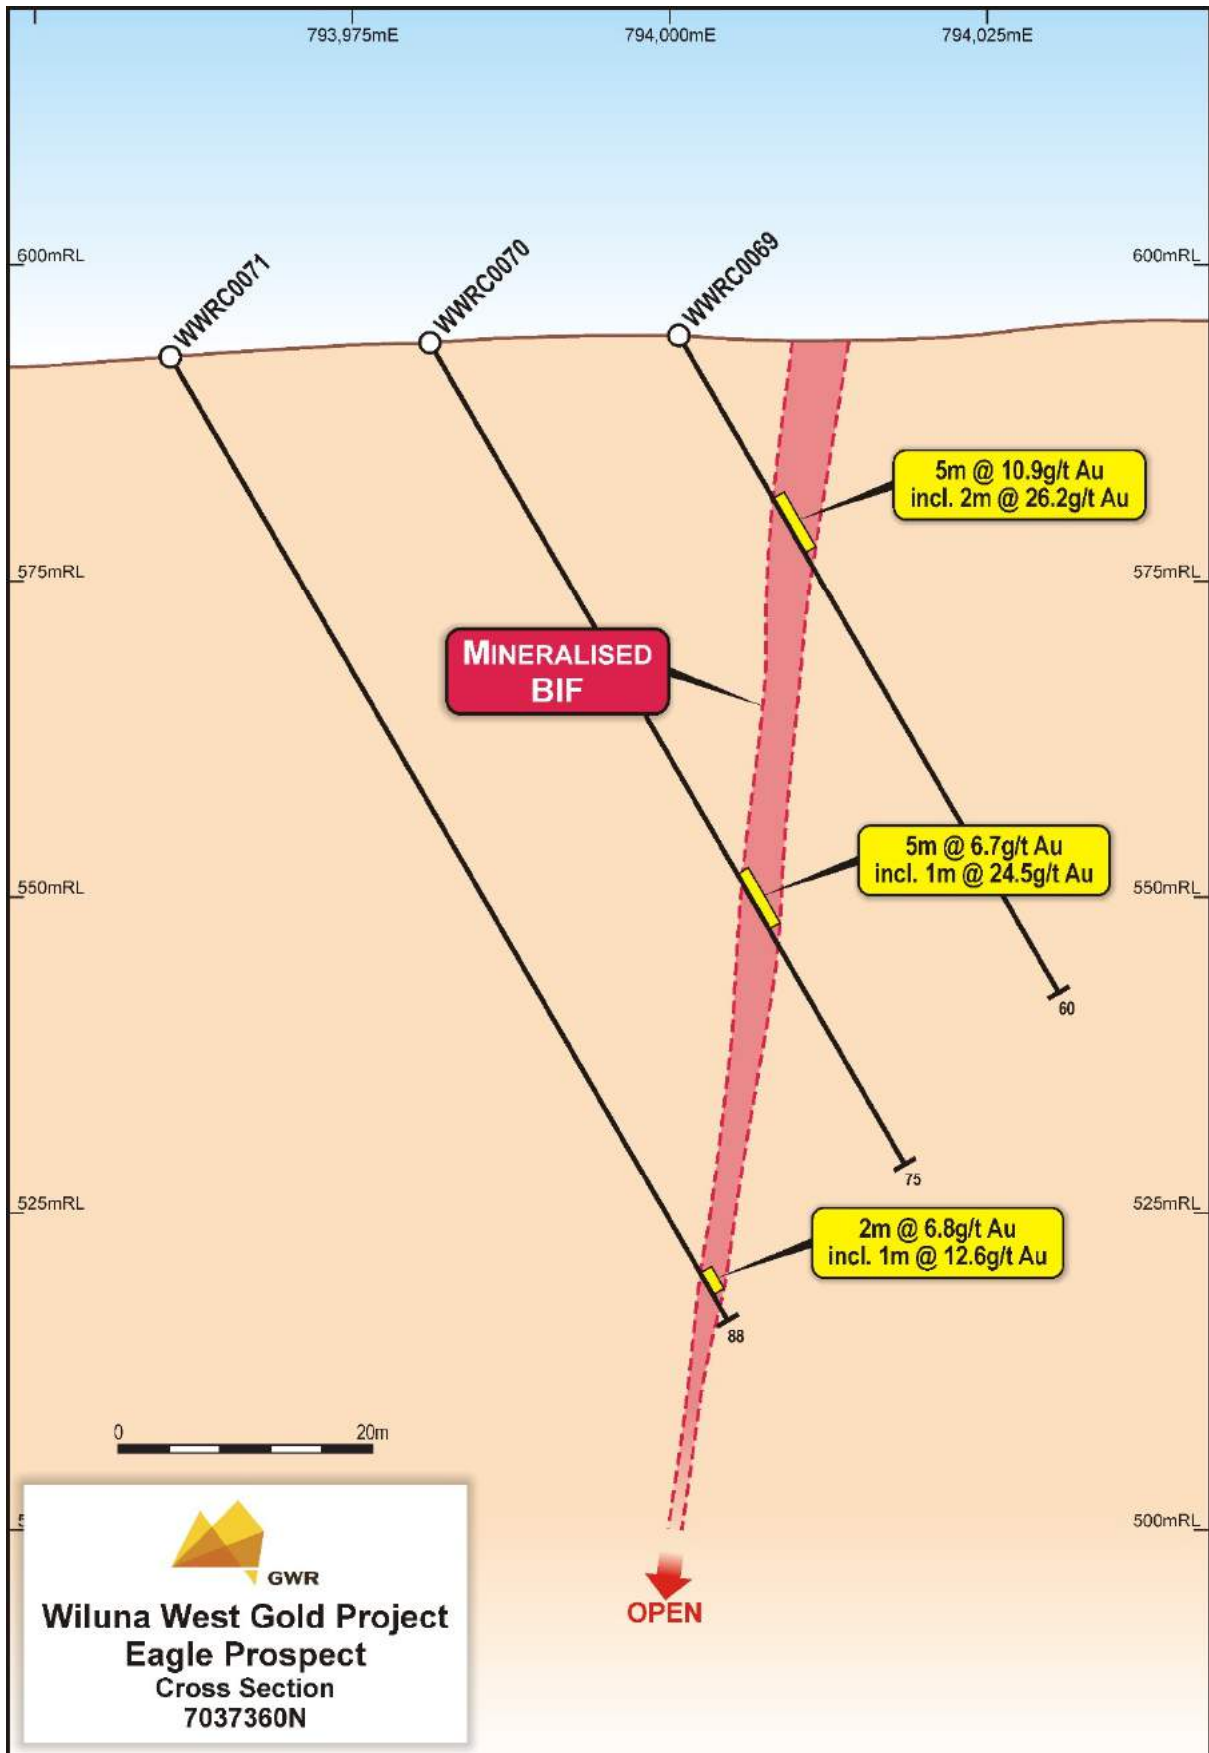 793,975mE
794,000mE
794,025mE
600mRL
600mRL
WWRC0071
WWRC0070
WWRC0069
5m @ 10.9g/t Au
incl. 2m @ 26.2g/t Au
575mRL
575mRL
MINERALISED
BIF
5m @ 6.7g/t Au
incl. 1m @ 24.5g/t Au
550mRL
550mRL
60
75
525mRL
525mRL
2m @ 6.8g/t Au
incl. 1m @ 12.6g/t Au
88
0
20m
500mRL
OPEN
GWR
Wiluna West Gold Project
Eagle Prospect
Cross Section
7037360N